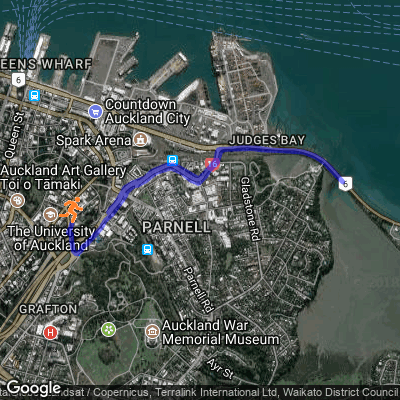 EENS WHARF
6
Queen St
Countdown
Auckland City
Spark Arena
JUDGES BAY
Auckland Art Gallery
Toi o Tāmaki
16
6
Gladstone Rd
The University
of Auckland
PARNELL
Parnell Rd
GRAFTON
H
Auckland War
Memorial Museum
Ayr St
Google
ndsat / Copernicus, Terralink International Ltd, Waikato District Council